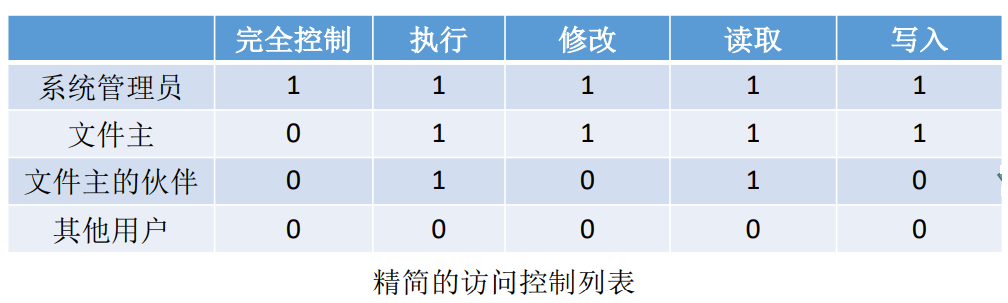 完全控制 执行 修改 读取 写入
系统管理员 1 1 1 1 1
文件主 0 1 1 1 1
文件主的伙伴 0 1 0 1 0
其他用户 0 0 0 0 0
精简的访问控制列表